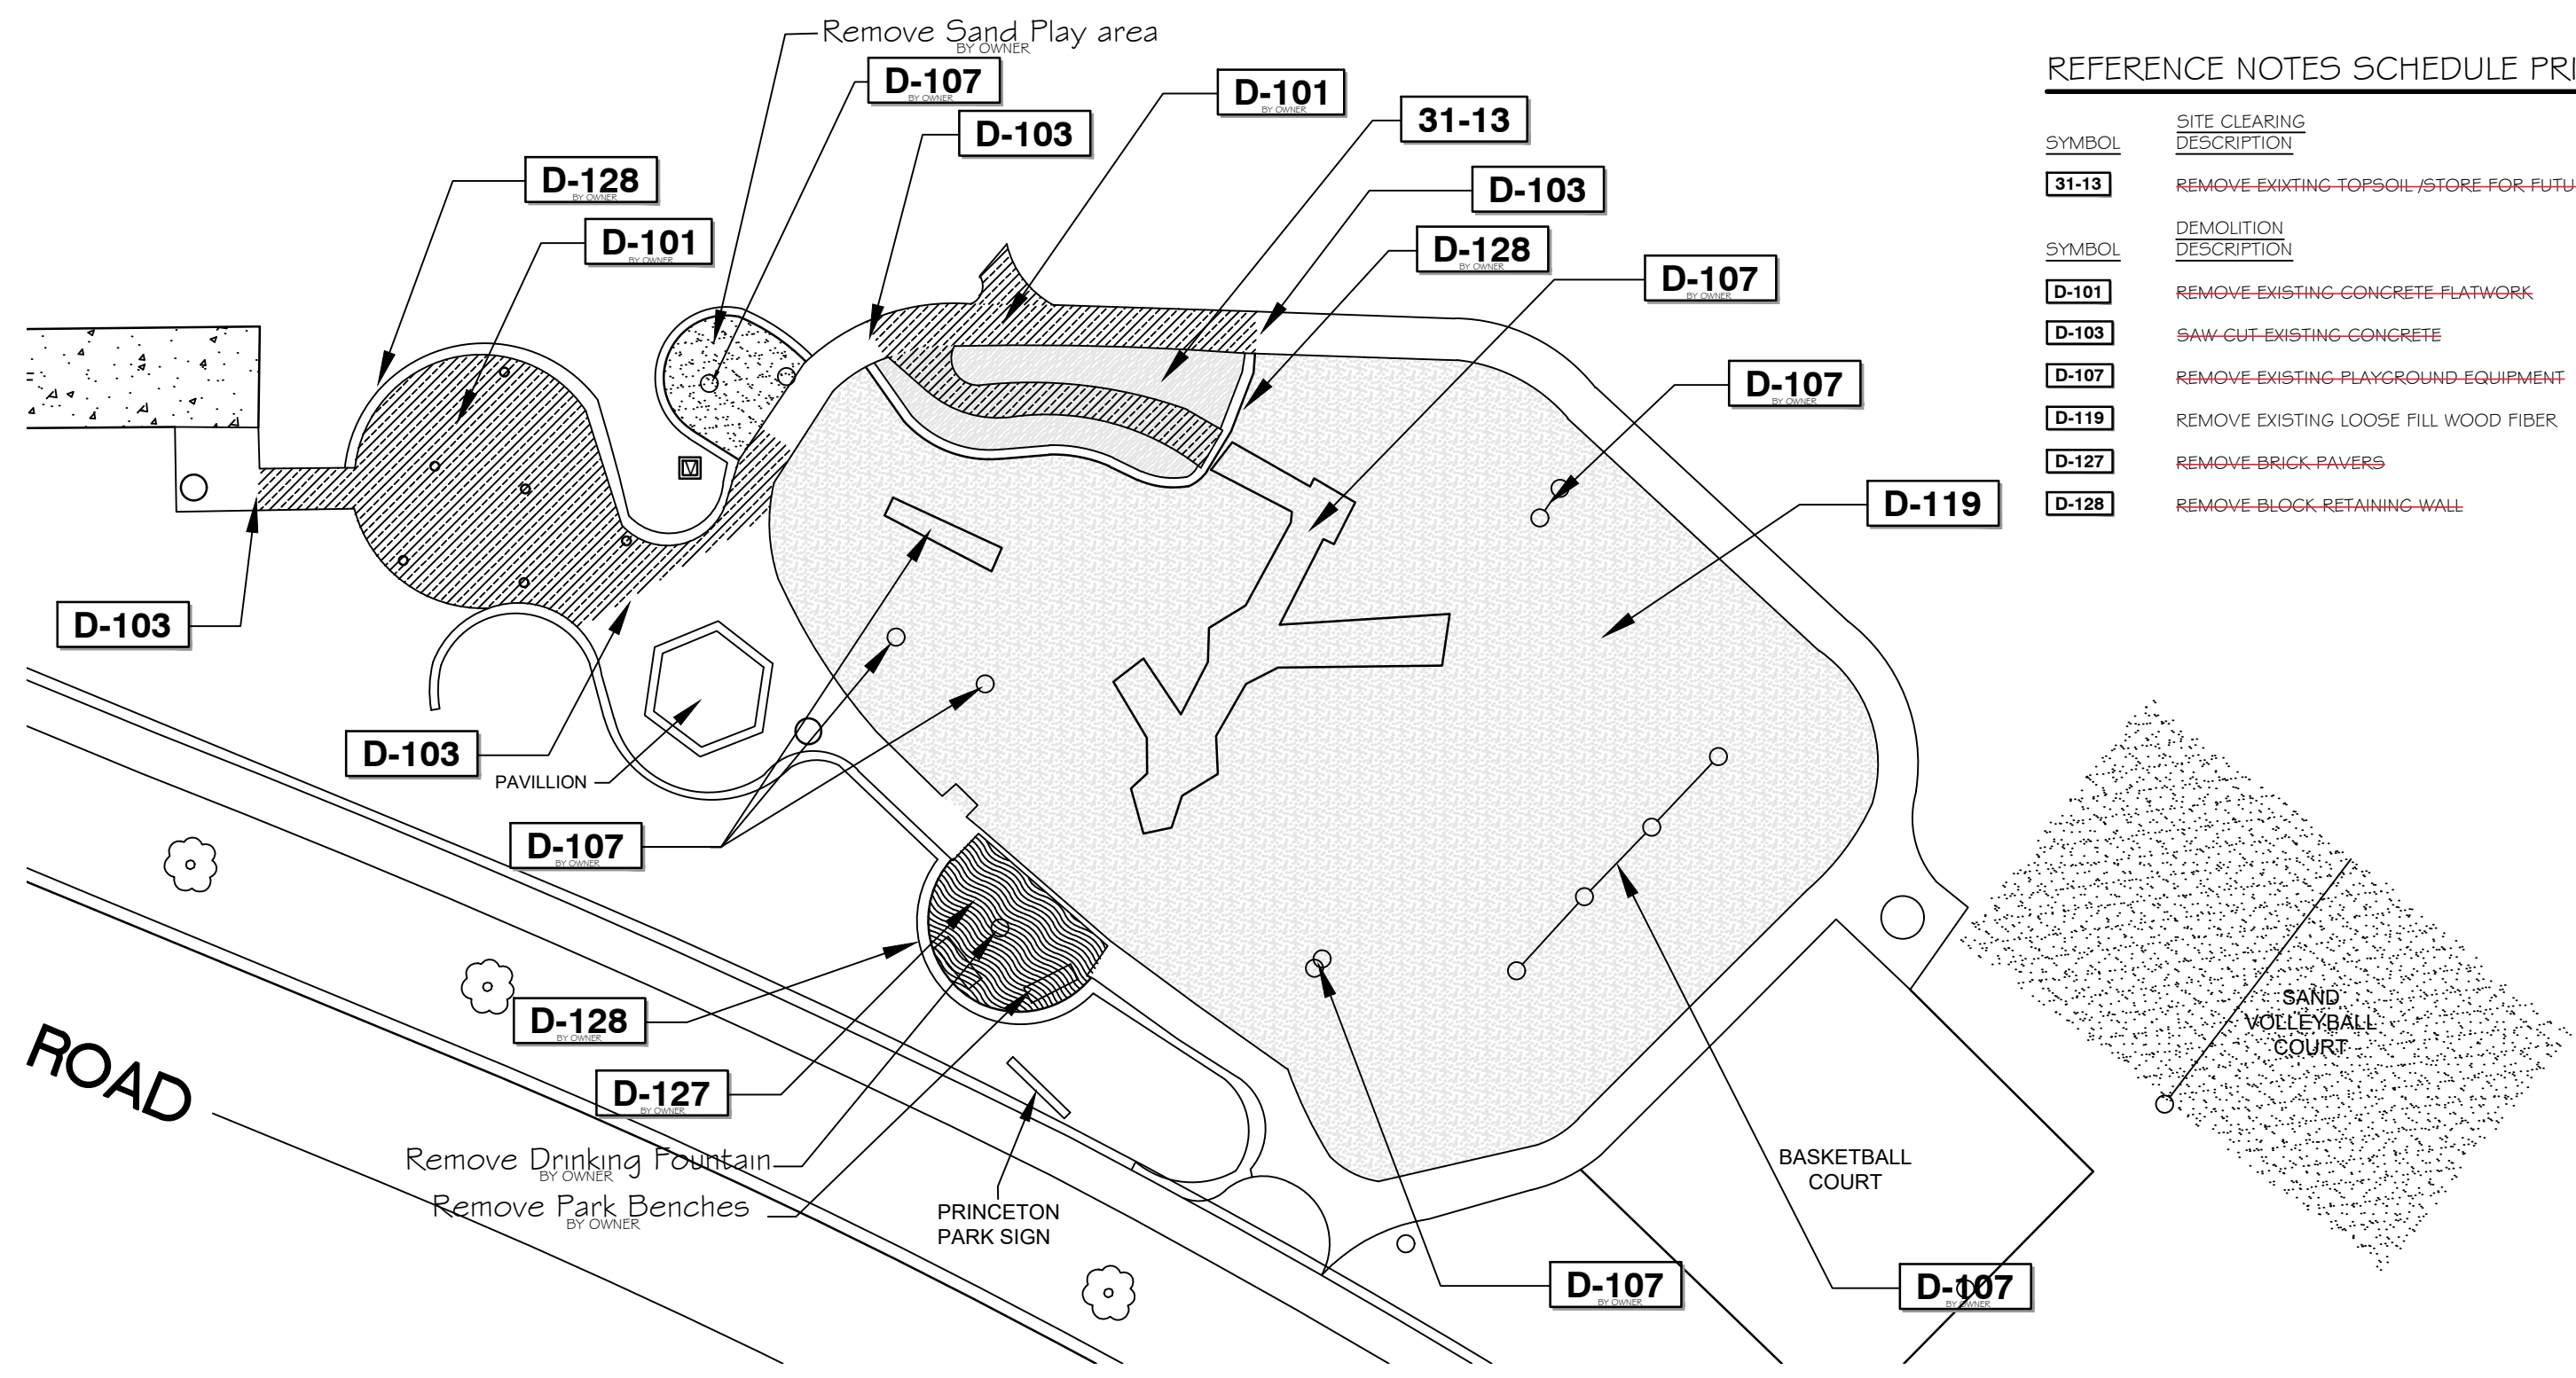 Remove Sand Play area
BY OWNER
D-107
BY OWNER
D-101
BY OWNER
D-103
31-13
D-128
BY OWNER
D-103
D-101
BY OWNER
D-128
BY OWNER
D-107
BY OWNER
D-107
BY OWNER
D-119
D-103
D-103
PAVILLION
D-107
BY OWNER
D-128
BY OWNER
D-127
BY OWNER
ROAD
Remove Drinking Fountain
BY OWNER
Remove Park Benches
BY OWNER
PRINCETON
PARK SIGN
D-107
BY OWNER
D-107
BY OWNER
BASKETBALL
COURT
SAND
VOLLEYBALL
COURT
REFERENCE NOTES SCHEDULE PRI
SITE CLEARING
SYMBOL DESCRIPTION
31-13 REMOVE EXIXTING TOPSOIL /STORE FOR FUTU
DEMOLITION
SYMBOL DESCRIPTION
D-101 REMOVE EXISTING CONCRETE FLATWORK
D-103 SAW CUT EXISTING CONCRETE
D-107 REMOVE EXISTING PLAYGROUND EQUIPMENT
D-119 REMOVE EXISTING LOOSE FILL WOOD FIBER
D-127 REMOVE BRICK PAVERS
D-128 REMOVE BLOCK RETAINING WALL